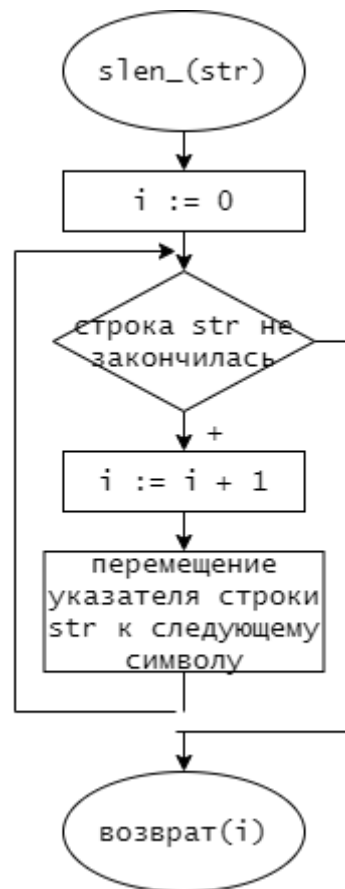 slen_(str)
i := 0
строка str не
закончилась
+
i := i + 1
перемещение
указателя строки
str к следующему
символу
возврат(i)